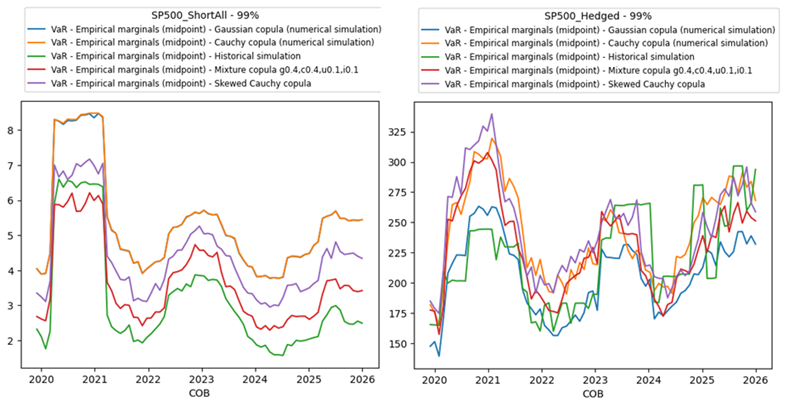 SP500_ShortAll - 99%
VaR - Empirical marginals (midpoint) - Gaussian copula (numerical simulation)
VaR - Empirical marginals (midpoint) - Cauchy copula (numerical simulation)
VaR - Empirical marginals (midpoint) - Historical simulation
VaR - Empirical marginals (midpoint) - Mixture copula g0.4,c0.4,u0.1,i0.1
VaR - Empirical marginals (midpoint) - Skewed Cauchy copula
8
7
6
5
4
3
2
2020 2021 2022 2023 2024 2025 2026
COB
SP500_Hedged - 99%
VaR - Empirical marginals (midpoint) - Gaussian copula (numerical simulation)
VaR - Empirical marginals (midpoint) - Cauchy copula (numerical simulation)
VaR - Empirical marginals (midpoint) - Historical simulation
VaR - Empirical marginals (midpoint) - Mixture copula g0.4,c0.4,u0.1,i0.1
VaR - Empirical marginals (midpoint) - Skewed Cauchy copula
325
300
275
250
225
200
175
150
2020 2021 2022 2023 2024 2025 2026
COB